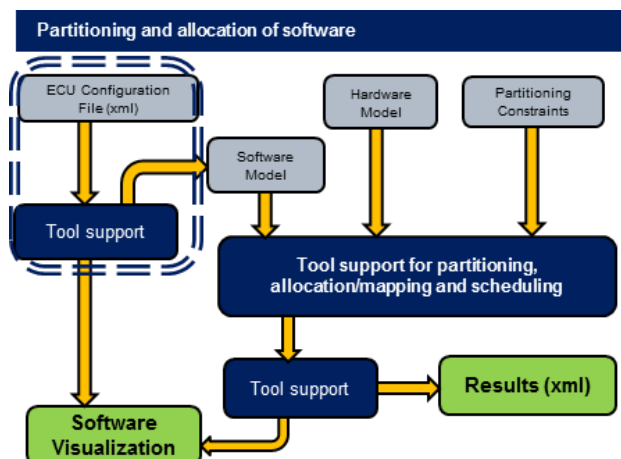 Partitioning and allocation of software
ECU Configuration
File (xml)
Hardware
Model
Partitioning
Constraints
Software
Model
Tool support
Tool support for partitioning,
allocation/mapping and scheduling
Tool support
Results (xml)
Software
Visualization